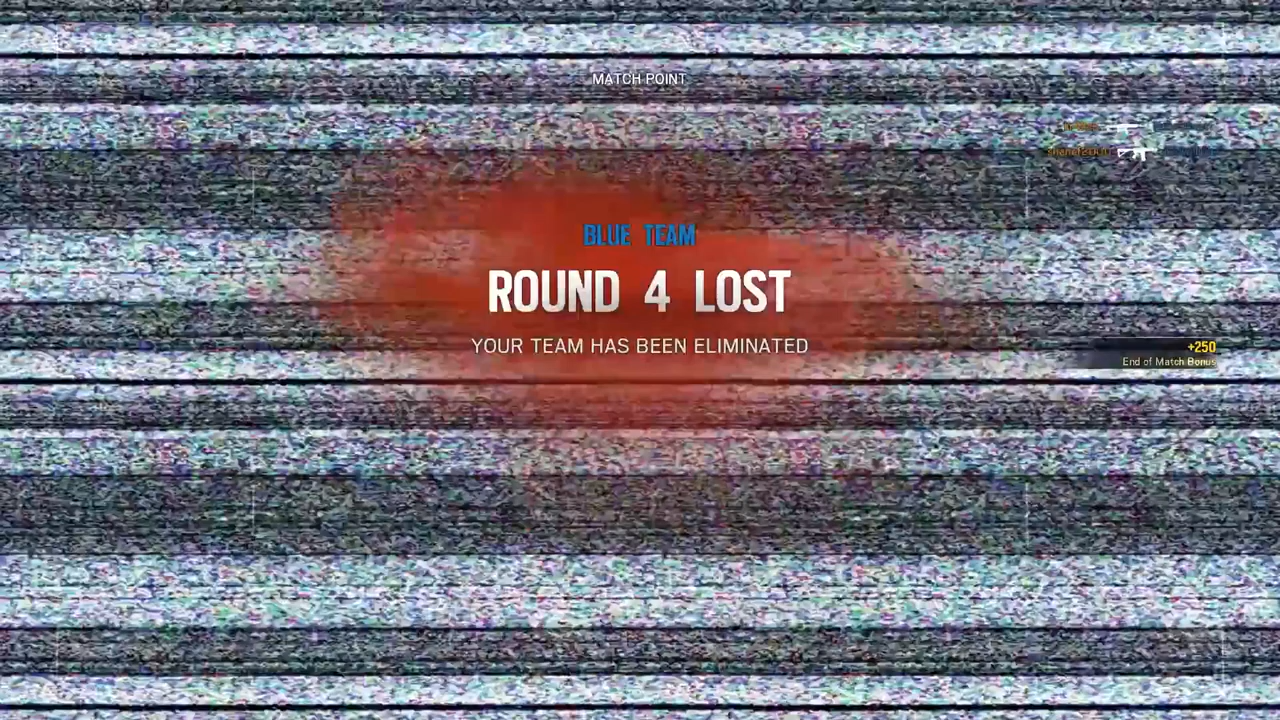 MATCH POINT
BLUE TEAM
ROUND 4 LOST
YOUR TEAM HAS BEEN ELIMINATED
+250
End of Match Bonus